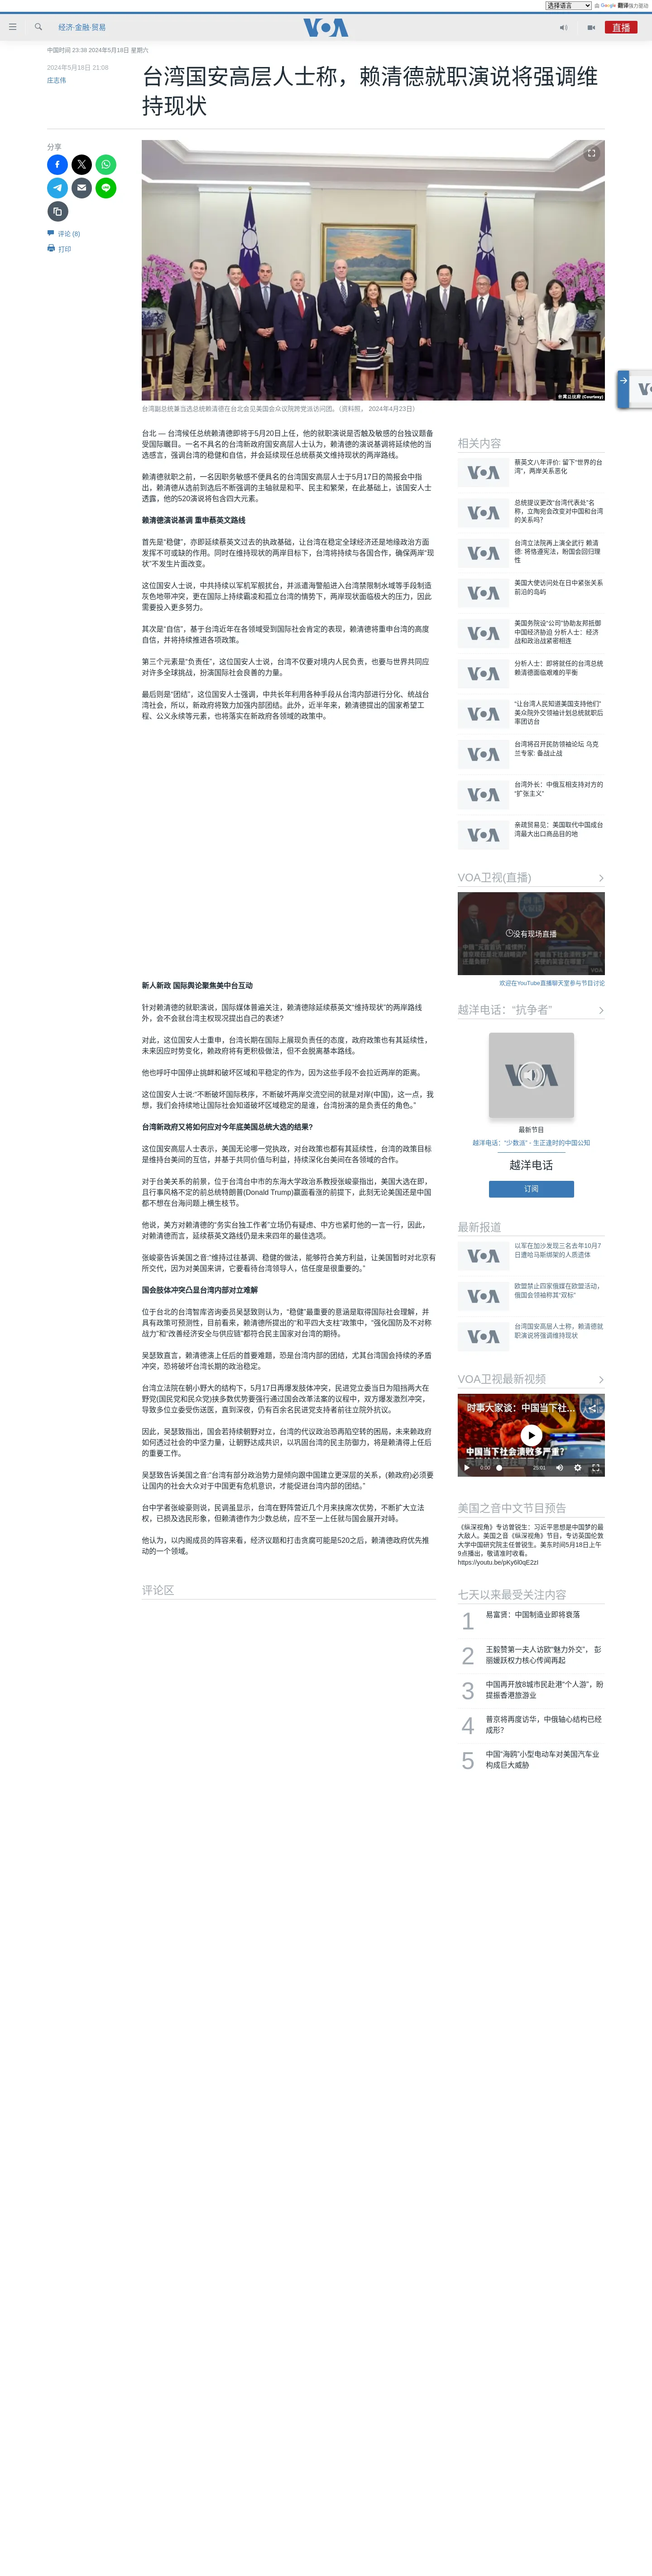 选择语言
由 Google 翻译强力驱动
经济·金融·贸易
VOA
直播
中国时间 23:38 2024年5月18日 星期六
2024年5月18日 21:08
庄志伟
台湾国安高层人士称，赖清德就职演说将强调维
持现状
分享
评论 (8)
打印
台湾副总统兼当选总统赖清德在台北会见美国会众议院跨党派访问团。（资料照， 2024年4月23日）
台北 — 台湾候任总统赖清德即将于5月20日上任，他的就职演说是否触及敏感的台独议题备
受国际瞩目。一名不具名的台湾新政府国安高层人士认为，赖清德的演说基调将延续他的当
选感言，强调台湾的稳健和自信，并会延续现任总统蔡英文维持现状的两岸路线。
赖清德就职之前，一名因职务敏感不便具名的台湾国安高层人士于5月17日的简报会中指
出，赖清德从选前到选后不断强调的主轴就是和平、民主和繁荣，在此基础上，该国安人士
透露，他的520演说将包含四大元素。
赖清德演说基调 重申蔡英文路线
首先是“稳健”，亦即延续蔡英文过去的执政基础，让台湾在稳定全球经济还是地缘政治方面
发挥不可或缺的作用。同时在维持现状的两岸目标下，台湾将持续与各国合作，确保两岸“现
状”不发生片面改变。
这位国安人士说，中共持续以军机军舰扰台，并派遣海警船进入台湾禁限制水域等手段制造
灰色地带冲突，更在国际上持续霸凌和孤立台湾的情势下，两岸现状面临极大的压力，因此
需要投入更多努力。
其次是“自信”，基于台湾近年在各领域受到国际社会肯定的表现，赖清德将重申台湾的高度
自信，并将持续推进各项政策。
第三个元素是“负责任”，这位国安人士说，台湾不仅要对境内人民负责，也要与世界共同应
对许多全球挑战，扮演国际社会良善的力量。
最后则是“团结”，这位国安人士强调，中共长年利用各种手段从台湾内部进行分化、统战台
湾社会，所以，新政府将致力加强内部团结。此外，近半年来，赖清德提出的国家希望工
程、公义永续等元素，也将落实在新政府各领域的政策中。
新人新政 国际舆论聚焦美中台互动
针对赖清德的就职演说，国际媒体普遍关注，赖清德除延续蔡英文“维持现状”的两岸路线
外，会不会就台湾主权现况提出自己的表述?
对此，这位国安人士重申，台湾长期在国际上展现负责任的态度，政府政策也有其延续性，
未来因应时势变化，赖政府将有更积极做法，但不会脱离基本路线。
他也呼吁中国停止挑衅和破坏区域和平稳定的作为，因为这些手段不会拉近两岸的距离。
这位国安人士说:“不断破坏国际秩序，不断破坏两岸交流空间的就是对岸(中国)，这一点，我
想，我们会持续地让国际社会知道破坏区域稳定的是谁，台湾扮演的是负责任的角色。”
台湾新政府又将如何应对今年底美国总统大选的结果?
这位国安高层人士表示，美国无论哪一党执政，对台政策也都有其延续性，台湾的政策目标
是维持台美间的互信，并基于共同价值与利益，持续深化台美间在各领域的合作。
对于台美关系的前景，位于台湾台中市的东海大学政治系教授张峻豪指出，美国大选在即，
且行事风格不定的前总统特朗普(Donald Trump)赢面看涨的前提下，此刻无论美国还是中国
都不想在台海问题上横生枝节。
他说，美方对赖清德的“务实台独工作者”立场仍有疑虑、中方也紧盯他的一言一行，因此，
对赖清德而言，延续蔡英文路线仍是未来四年的最佳选项。
张峻豪告诉美国之音:“维持过往基调、稳健的做法，能够符合美方利益，让美国暂时对北京有
所交代，因为对美国来讲，它要看待台湾领导人，信任度是很重要的。”
国会肢体冲突凸显台湾内部对立难解
位于台北的台湾智库咨询委员吴瑟致则认为，“稳健”最重要的意涵是取得国际社会理解，并
具有政策可预测性，目前看来，赖清德所提出的“和平四大支柱”政策中，“强化国防及不对称
战力”和“改善经济安全与供应链”都符合民主国家对台湾的期待。
吴瑟致直言，赖清德演上任后的首要难题，恐是台湾内部的团结，尤其台湾国会持续的矛盾
冲突，恐将破坏台湾长期的政治稳定。
台湾立法院在朝小野大的结构下，5月17日再爆发肢体冲突，民进党立委当日为阻挡两大在
野党(国民党和民众党)挟多数优势要强行通过国会改革法案的议程中，双方爆发激烈冲突，
导致多位立委受伤送医，直到深夜，仍有百余名民进党支持者前往立院外抗议。
因此，吴瑟致指出，国会若持续朝野对立，台湾的代议政治恐再陷空转的困局，未来赖政府
如何透过社会的中坚力量，让朝野达成共识，以巩固台湾的民主防御力，将是赖清得上任后
的重要工作。
吴瑟致告诉美国之音:“台湾有部分政治势力是倾向跟中国建立更深层的关系，(赖政府)必须要
让国内的社会大众对于中国更有危机意识，才能促进台湾内部的团结。”
台中学者张峻豪则说，民调虽显示，台湾在野阵营近几个月来挟席次优势，不断扩大立法
权，已损及选民形象，但赖清德作为少数总统，应不至一上任就与国会展开对峙。
他认为，以内阁成员的阵容来看，经济议题和打击贪腐可能是520之后，赖清德政府优先推
动的一个领域。
评论区
相关内容
蔡英文八年评价: 留下“世界的台
湾”，两岸关系恶化
总统提议更改“台湾代表处”名
称，立陶宛会改变对中国和台湾
的关系吗？
台湾立法院再上演全武行 赖清
德: 将恪遵宪法，盼国会回归理
性
美国大使访问处在日中紧张关系
前沿的岛屿
美国务院设“公司”协助友邦抵御
中国经济胁迫 分析人士：经济
战和政治战紧密相连
分析人士：即将就任的台湾总统
赖清德面临艰难的平衡
“让台湾人民知道美国支持他们”
美众院外交领袖计划总统就职后
率团访台
台湾将召开民防领袖论坛 乌克
兰专家: 备战止战
台湾外长：中俄互相支持对方的
“扩张主义”
亲疏贸易见：美国取代中国成台
湾最大出口商品目的地
VOA卫视(直播)
没有现场直播
欢迎在YouTube直播聊天室参与节目讨论
越洋电话：“抗争者”
最新节目
越洋电话：“少数派” - 生正逢时的中国公知
越洋电话
订阅
最新报道
以军在加沙发现三名去年10月7
日遭哈马斯绑架的人质遗体
欧盟禁止四家俄媒在欧盟活动，
俄国会领袖称其“双标”
台湾国安高层人士称，赖清德就
职演说将强调维持现状
VOA卫视最新视频
时事大家谈：中国当下社…
中国当下社会溃败多严重?
0:00
25:01
美国之音中文节目预告
《纵深视角》专访曾锐生：习近平思想是中国梦的最
大敌人。美国之音《纵深视角》节目，专访英国伦敦
大学中国研究院主任曾锐生。美东时间5月18日上午
9点播出，敬请准时收看。
https://youtu.be/pKy6l0qE2zI
七天以来最受关注内容
1 易富贤：中国制造业即将衰落
2 王毅赞第一夫人访欧“魅力外交”， 彭
丽媛跃权力核心传闻再起
3 中国再开放8城市民赴港“个人游”，盼
提振香港旅游业
4 普京将再度访华，中俄轴心结构已经
成形？
5 中国“海鸥”小型电动车对美国汽车业
构成巨大威胁